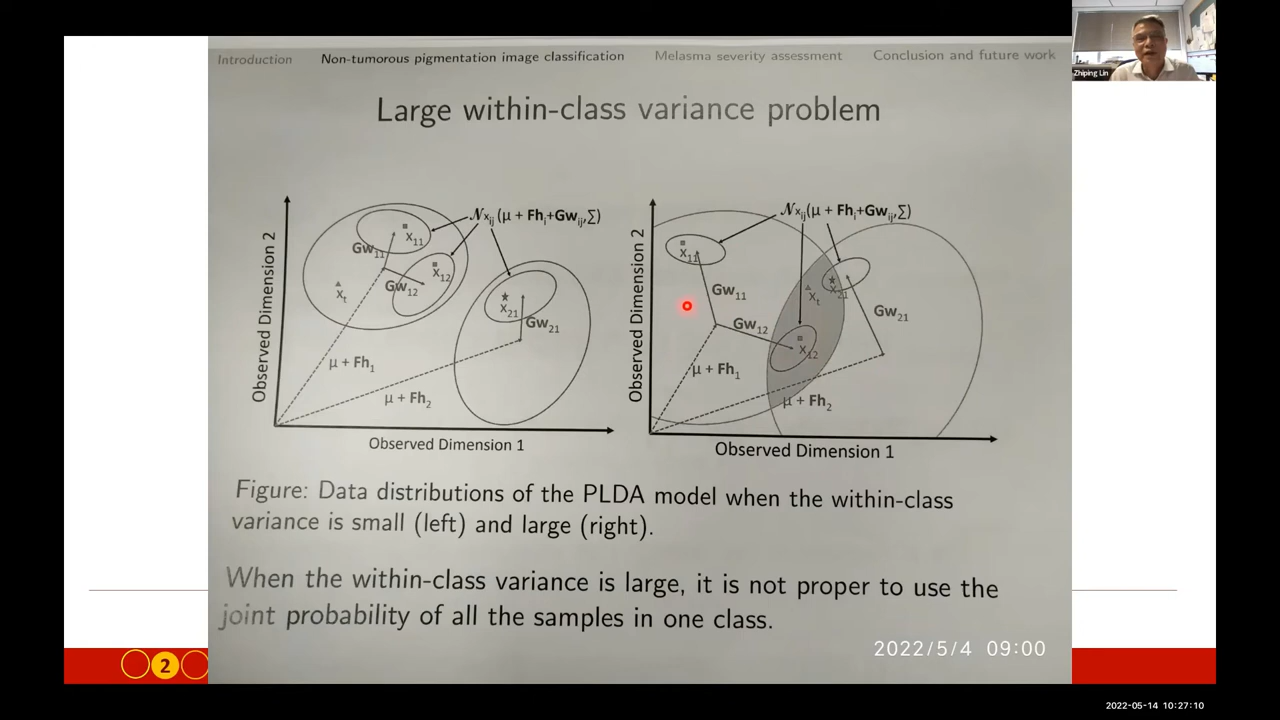 Zhiping Lin
Introduction
Non-tumorous pigmentation image classification
Melasma severity assessment
Conclusion and future work
Large within-class variance problem
Observed Dimension 2
𝒩xᵢⱼ(μ + Fhᵢ+Gwᵢⱼ,Σ)
x₁₁
Gw₁₁
x₁₂
Gw₁₂
xₜ
x₂₁
Gw₂₁
μ + Fh₁
μ + Fh₂
Observed Dimension 1
Observed Dimension 2
𝒩xᵢⱼ(μ + Fhᵢ+Gwᵢⱼ,Σ)
x₁₁
Gw₁₁
xₜ
x₂₁
Gw₂₁
Gw₁₂
x₁₂
μ + Fh₁
μ + Fh₂
Observed Dimension 1
Figure: Data distributions of the PLDA model when the within-class
variance is small (left) and large (right).
When the within-class variance is large, it is not proper to use the
joint probability of all the samples in one class.
2022/5/4 09:00
2
2022-05-14 10:27:10